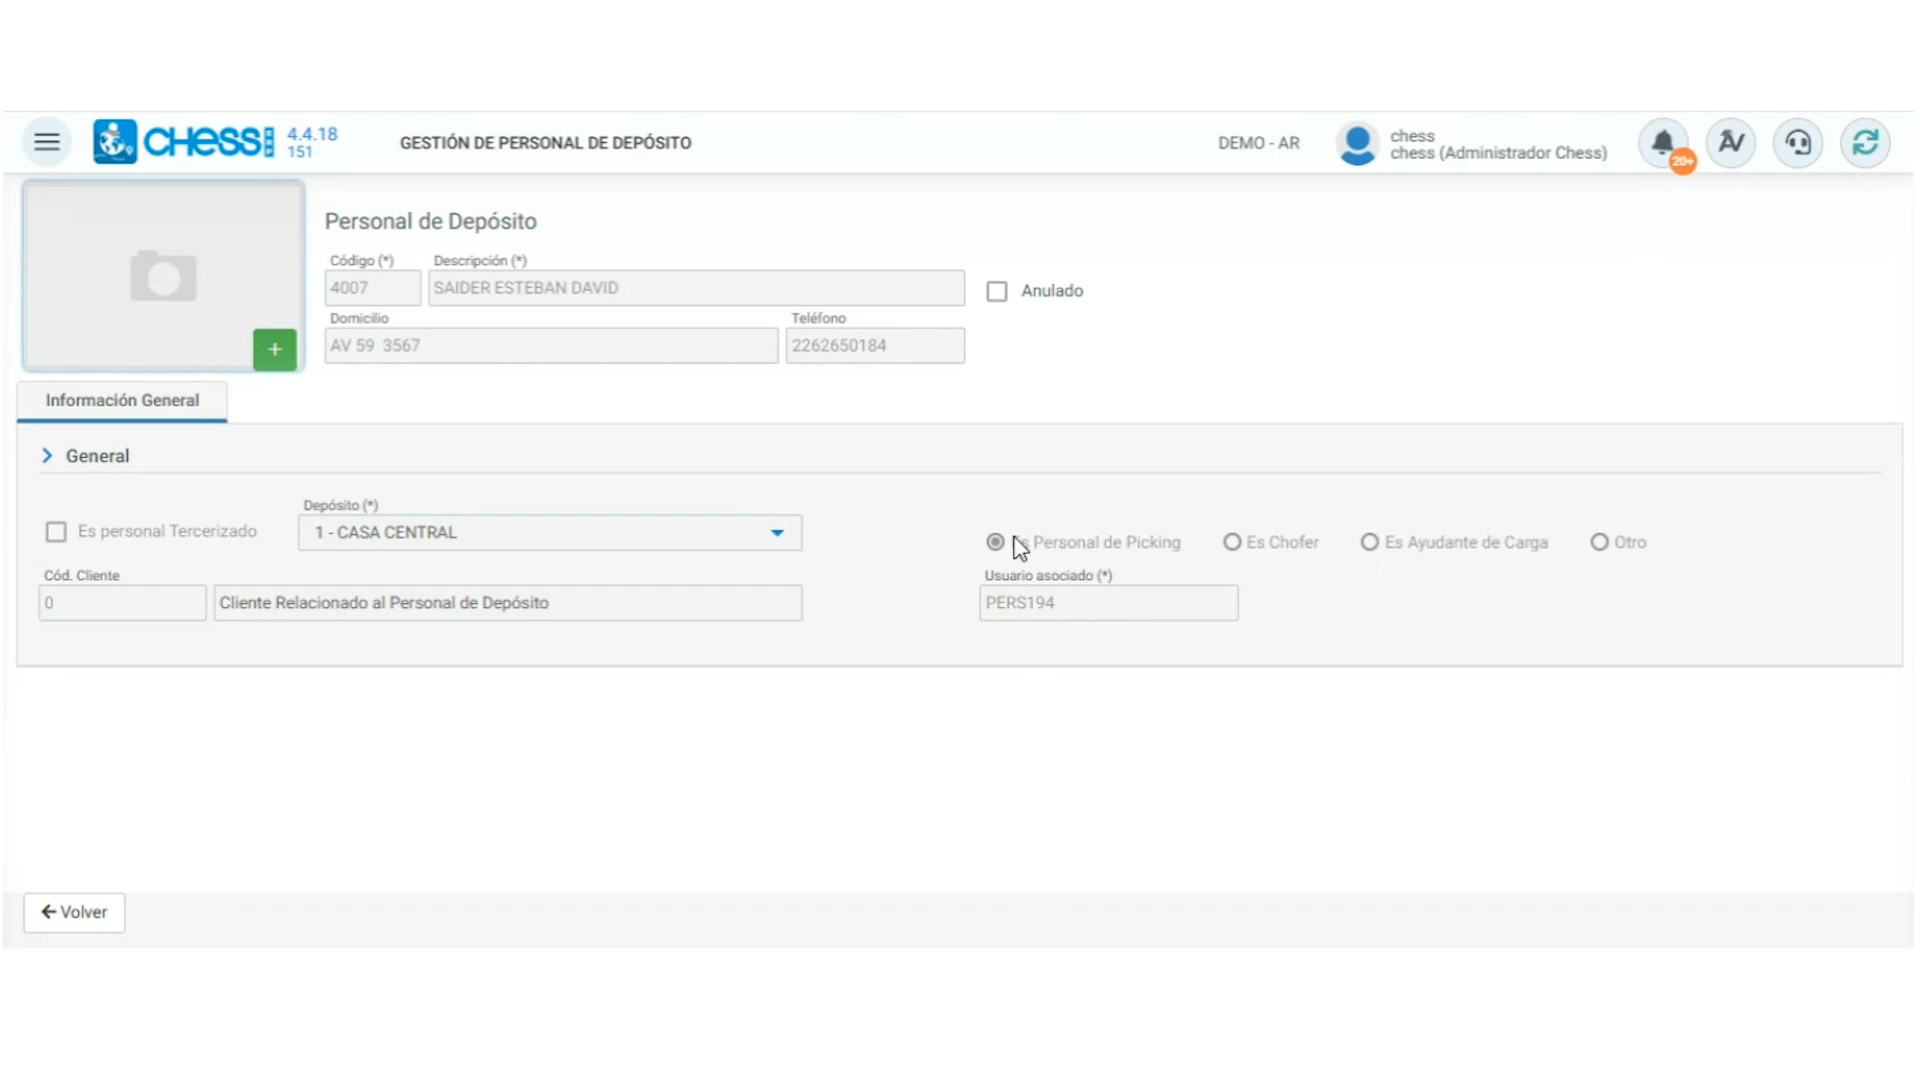 CHESS 4.4.18
151
GESTIÓN DE PERSONAL DE DEPÓSITO
DEMO - AR
chess
chess (Administrador Chess)
20+
Personal de Depósito
Código (*) Descripción (*)
4007 SAIDER ESTEBAN DAVID
Anulado
Domicilio Teléfono
AV 59 3567 2262650184
+
Información General
General
Es personal Tercerizado
Depósito (*)
1 - CASA CENTRAL
Personal de Picking Es Chofer Es Ayudante de Carga Otro
Cód. Cliente Usuario asociado (*)
0 Cliente Relacionado al Personal de Depósito PERS194
Volver